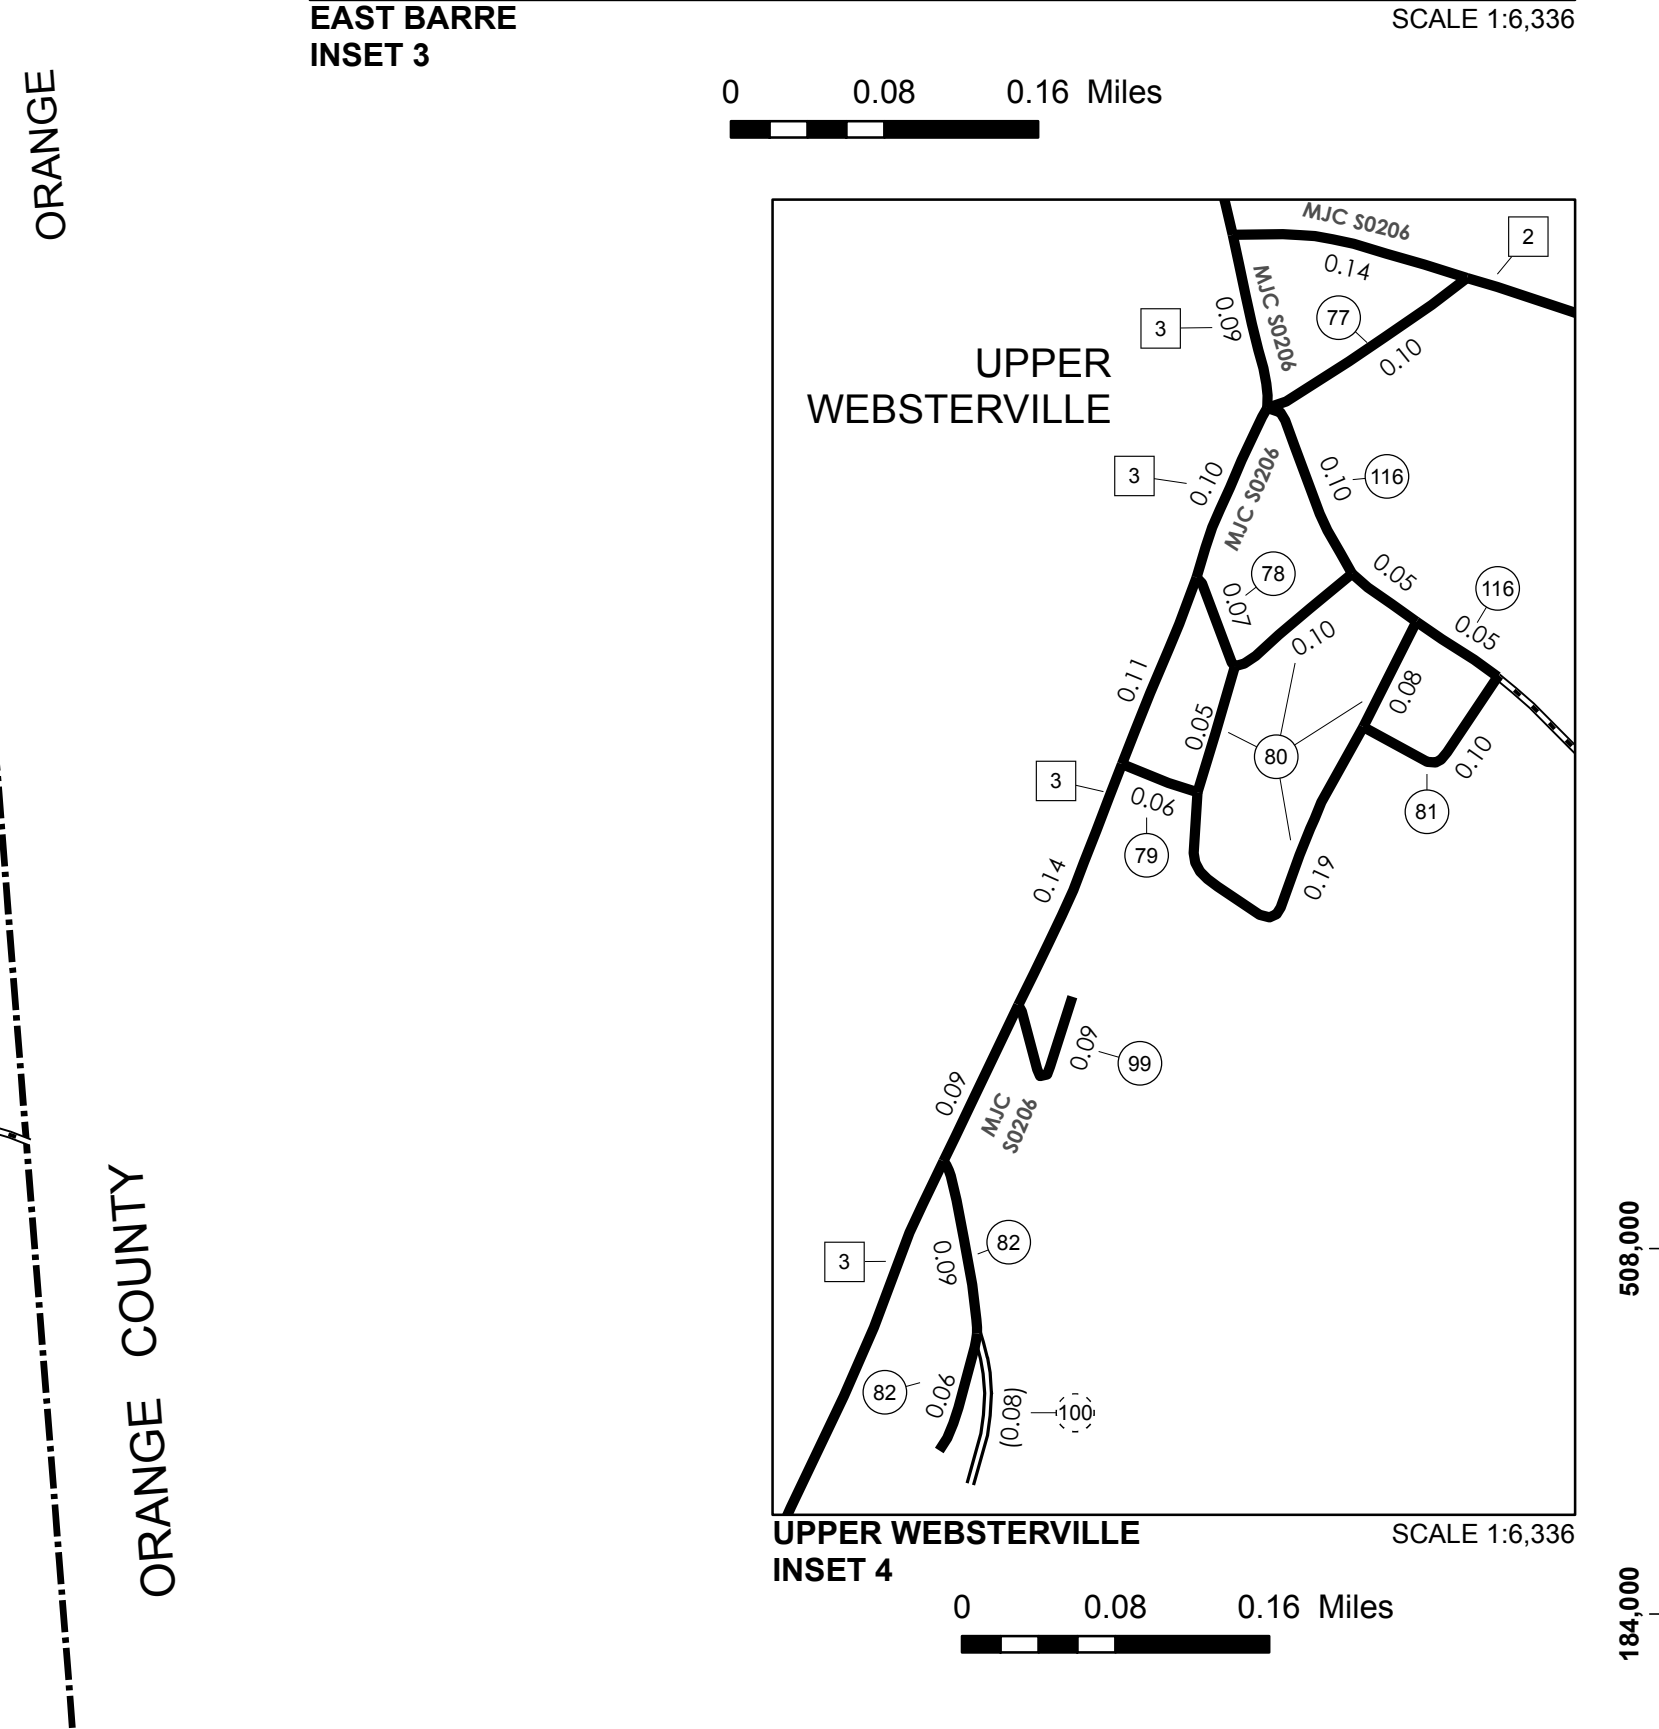 EAST BARRE
INSET 3
SCALE 1:6,336
0 0.08 0.16 Miles
ORANGE
MJC S0206
2
0.14
MJC S0206
0.09
3
77
0.10
UPPER
WEBSTERVILLE
3
0.10
MJC S0206
0.10
116
78
0.07
0.05
116
0.05
0.10
0.11
0.05
0.08
80
0.10
3
0.06
81
79
0.14
0.19
0.09
99
0.09
MJC
S0206
82
0.09
3
82
0.06
(0.08)
100
ORANGE COUNTY
508,000
184,000
UPPER WEBSTERVILLE
INSET 4
SCALE 1:6,336
0 0.08 0.16 Miles